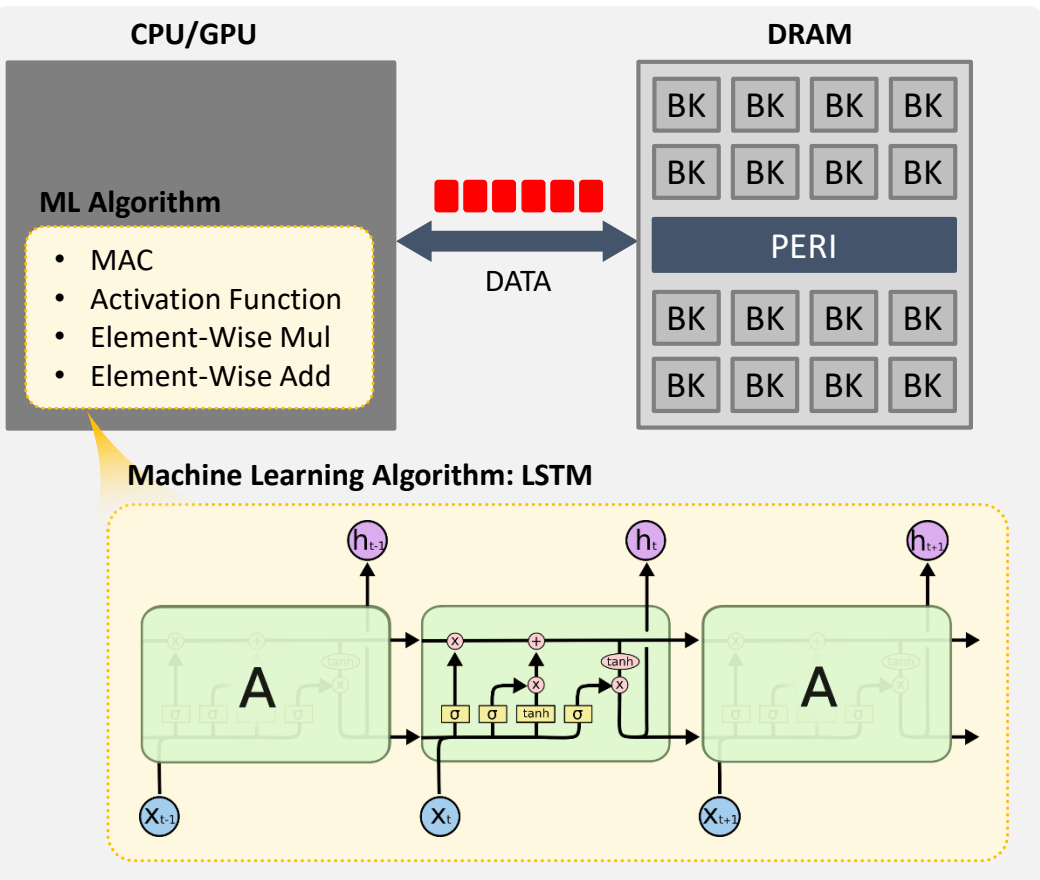 CPU/GPU
DRAM
BK BK BK BK
BK BK BK BK
ML Algorithm
• MAC
• Activation Function
• Element-Wise Mul
• Element-Wise Add
DATA
PERI
BK BK BK BK
BK BK BK BK
Machine Learning Algorithm: LSTM
ht-1 ht ht+1
x + x + x +
tanh tanh tanh
A x x x A x
σ σ σ σ σ tanh σ σ σ σ
Xt-1 Xt Xt+1